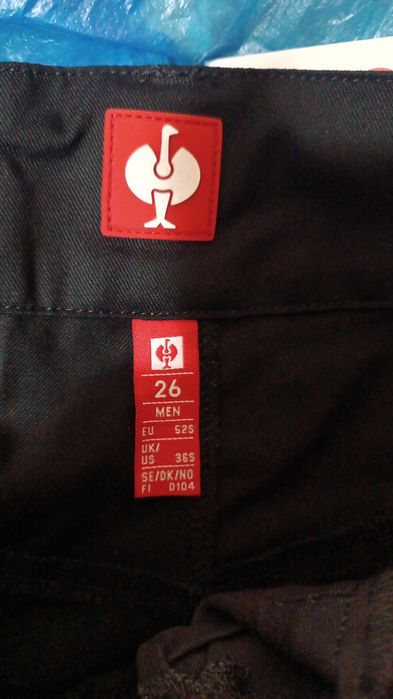 26
MEN
EU 52S
UK/
US 36S
SE/DK/NO
FI D104